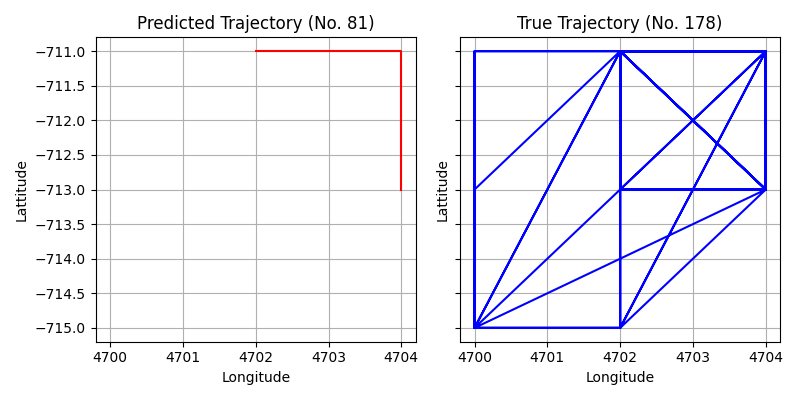 Predicted Trajectory (No. 81)
True Trajectory (No. 178)
Lattitude
−711.0
−711.5
−712.0
−712.5
−713.0
−713.5
−714.0
−714.5
−715.0
4700 4701 4702 4703 4704
Longitude
Lattitude
4700 4701 4702 4703 4704
Longitude